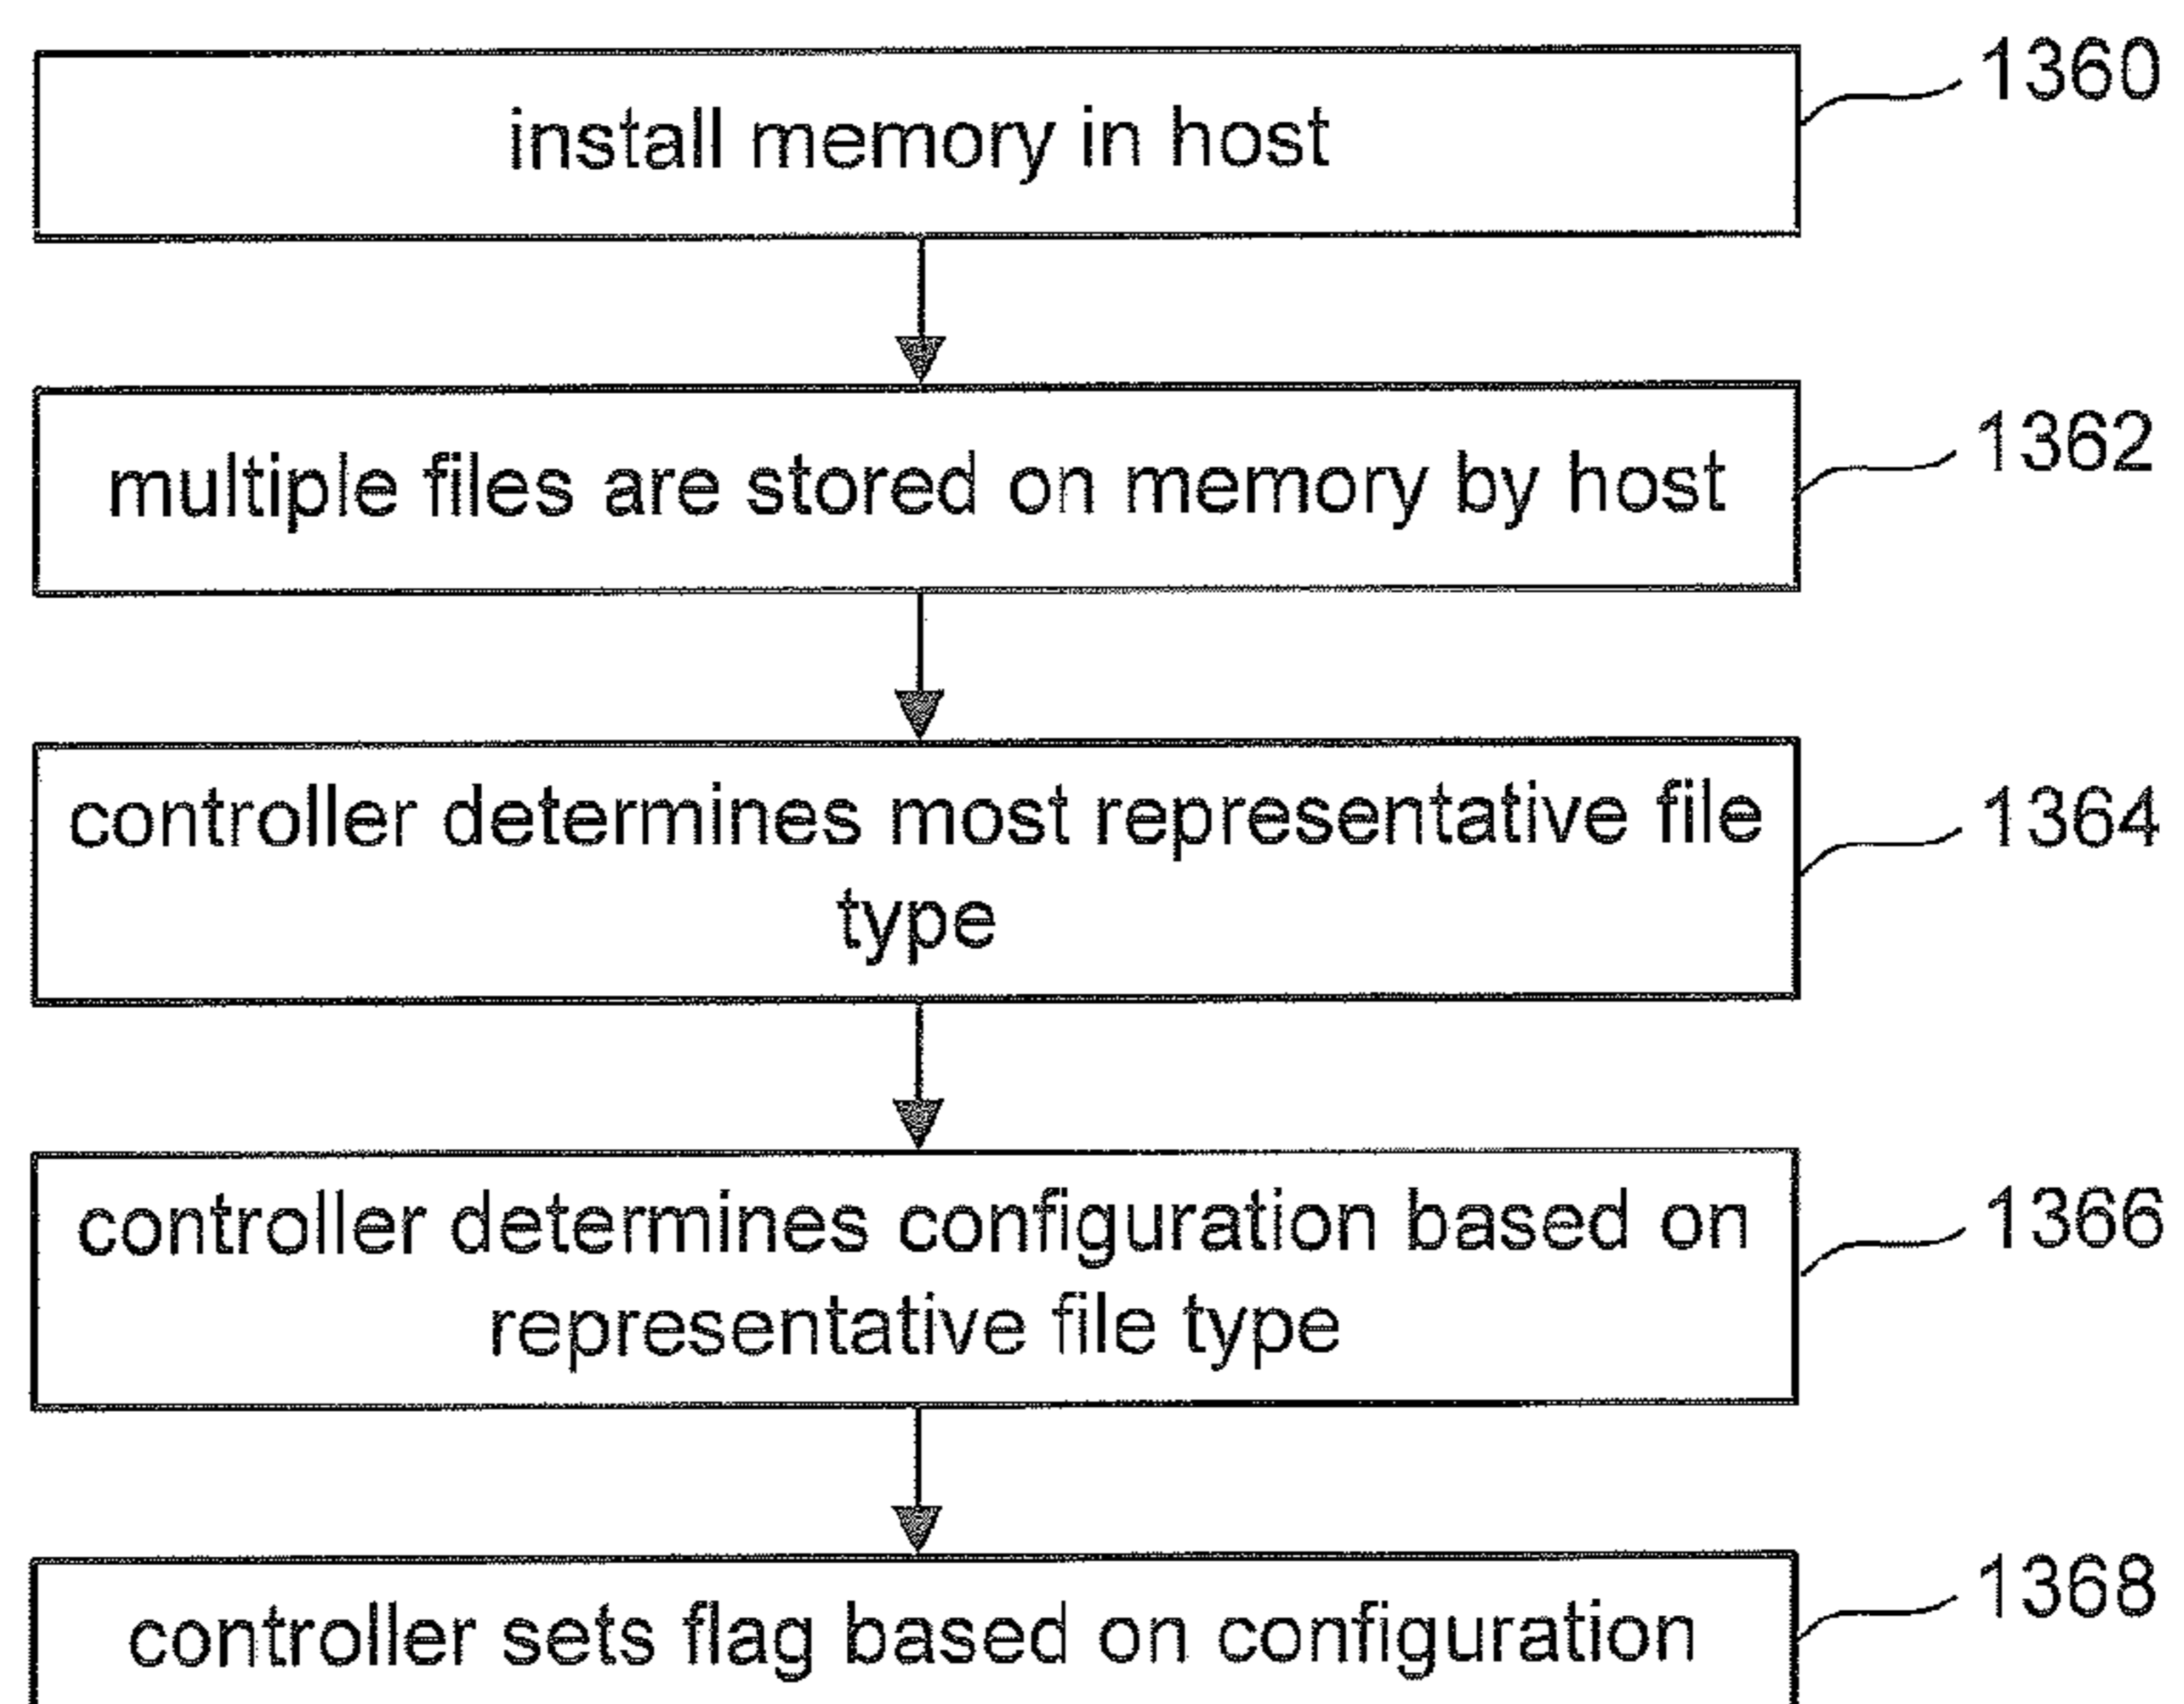 install memory in host
1360
multiple files are stored on memory by host
1362
controller determines most representative file
type
1364
controller determines configuration based on
representative file type
1366
controller sets flag based on configuration
1368